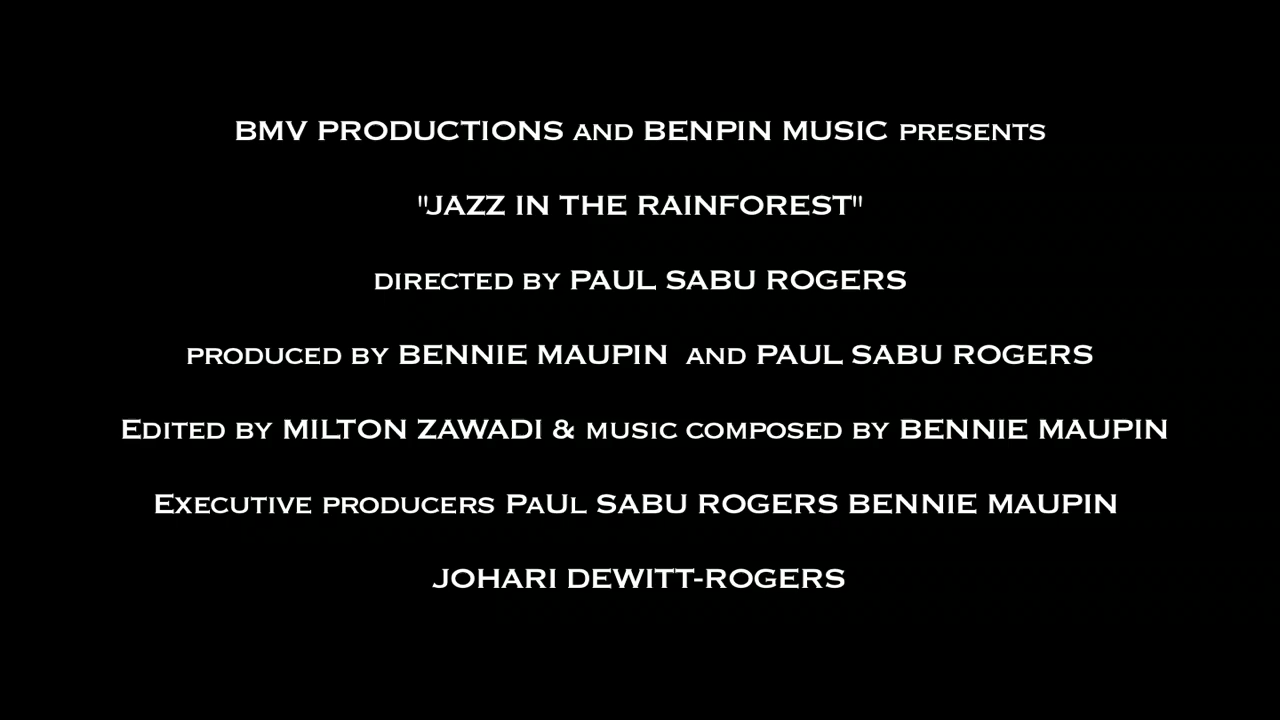 BMV PRODUCTIONS AND BENPIN MUSIC PRESENTS
"JAZZ IN THE RAINFOREST"
DIRECTED BY PAUL SABU ROGERS
PRODUCED BY BENNIE MAUPIN AND PAUL SABU ROGERS
EDITED BY MILTON ZAWADI & MUSIC COMPOSED BY BENNIE MAUPIN
EXECUTIVE PRODUCERS PAUL SABU ROGERS BENNIE MAUPIN
JOHARI DEWITT-ROGERS